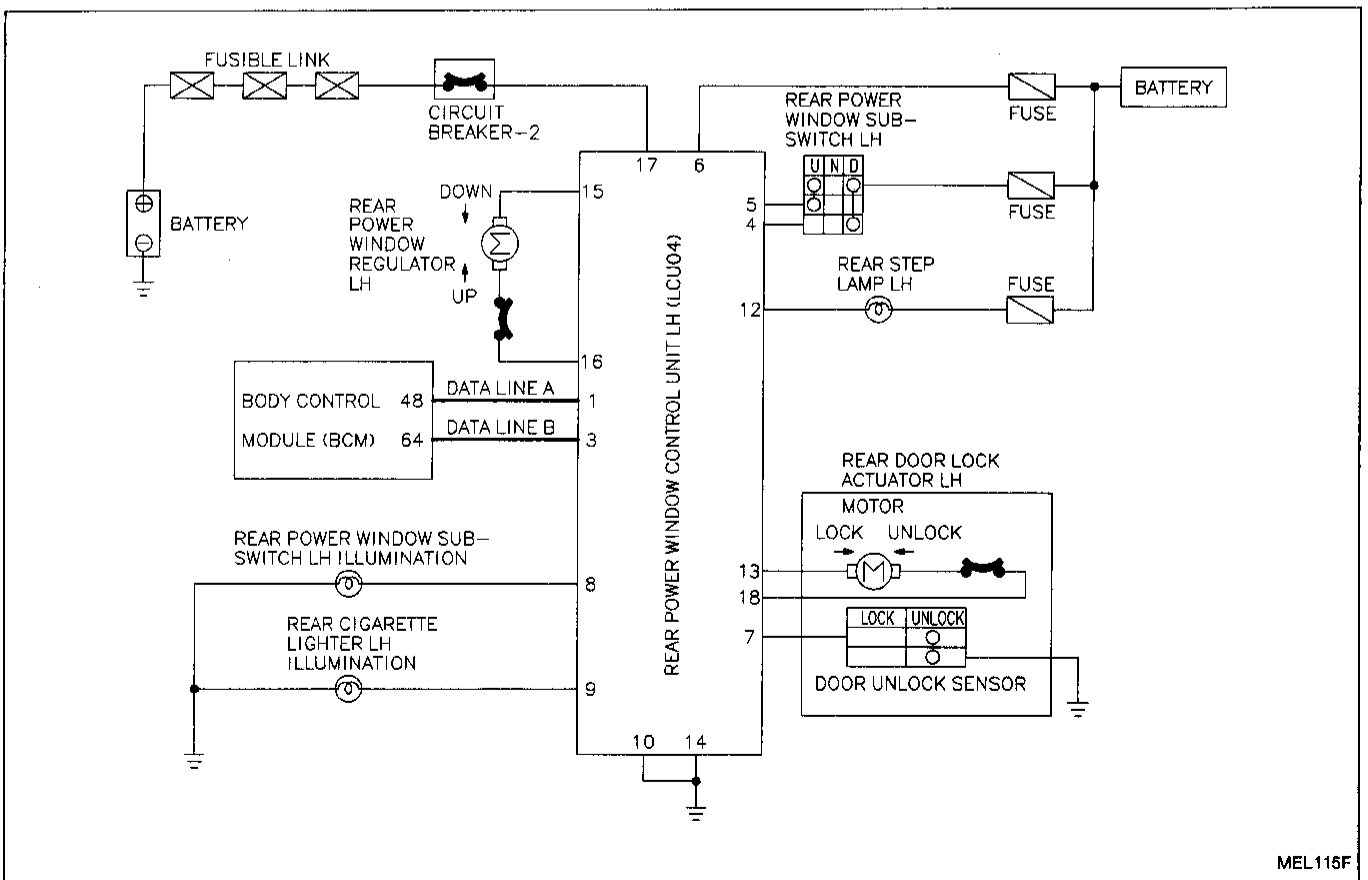 FUSIBLE LINK
CIRCUIT
BREAKER-2
BATTERY
REAR
POWER
WINDOW
REGULATOR
LH
DOWN
UP
M
17
6
15
16
1
3
8
9
10
14
5
4
12
13
18
7
REAR POWER WINDOW CONTROL UNIT LH (LCU04)
REAR POWER
WINDOW SUB-
SWITCH LH
U N D
FUSE
BATTERY
FUSE
REAR STEP
LAMP LH
FUSE
BODY CONTROL 48
MODULE (BCM) 64
DATA LINE A
DATA LINE B
REAR POWER WINDOW SUB-
SWITCH LH ILLUMINATION
REAR CIGARETTE
LIGHTER LH
ILLUMINATION
REAR DOOR LOCK
ACTUATOR LH
MOTOR
LOCK UNLOCK
M
LOCK UNLOCK
DOOR UNLOCK SENSOR
MEL115F